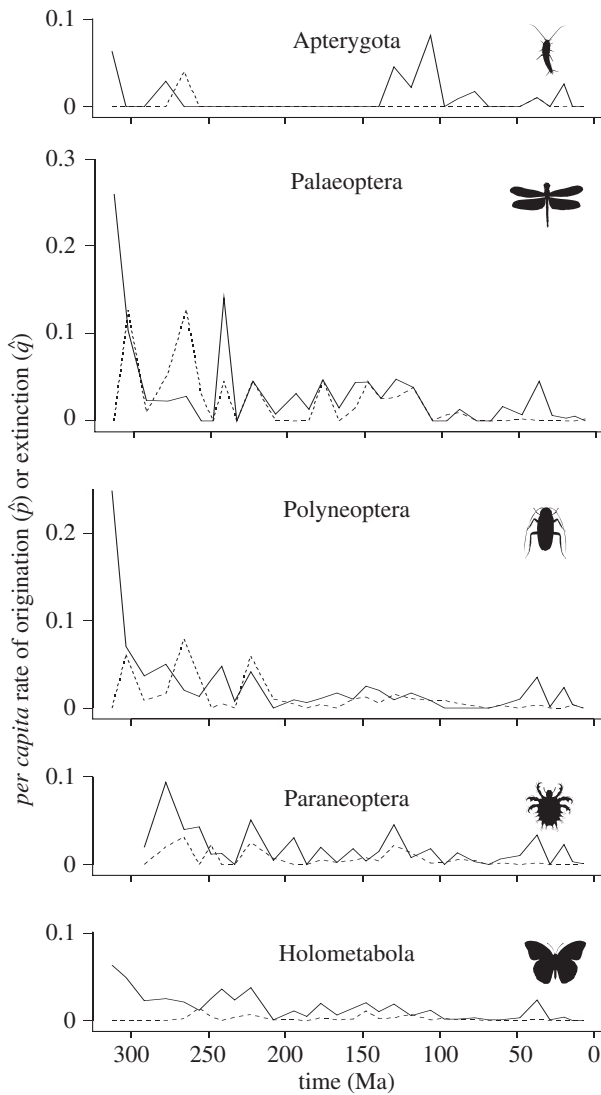 0.1
Apterygota
0
0.3
Palaeoptera
0.2
0.1
0
per capita rate of origination (p̂) or extinction (q̂)
Polyneoptera
0.2
0.1
0
0.1
Paraneoptera
0
0.1
Holometabola
0
300 250 200 150 100 50 0
time (Ma)